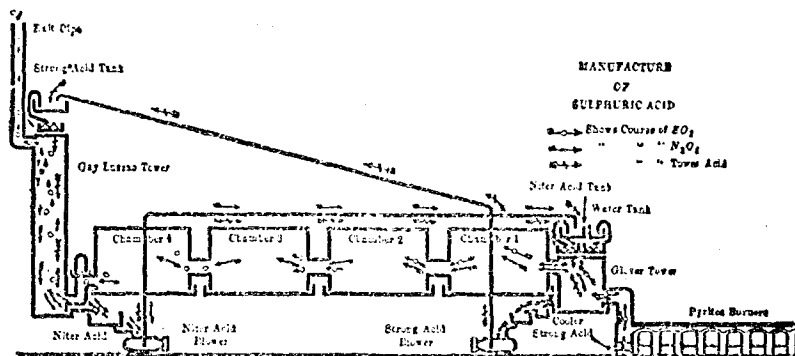 Exit Pipe
Strong Acid Tank
MANUFACTURE
OF
SULPHURIC ACID
Shows Course of SO₂
" " " N₂O₃
" " Tower Acid
Gay Lussac Tower
Niter Acid Tank
Water Tank
Chamber 4
Chamber 3
Chamber 2
Chamber 1
Glover Tower
Pyrites Burners
Niter Acid
Niter Acid
Blower
Strong Acid
Blower
Cooler
Strong Acid